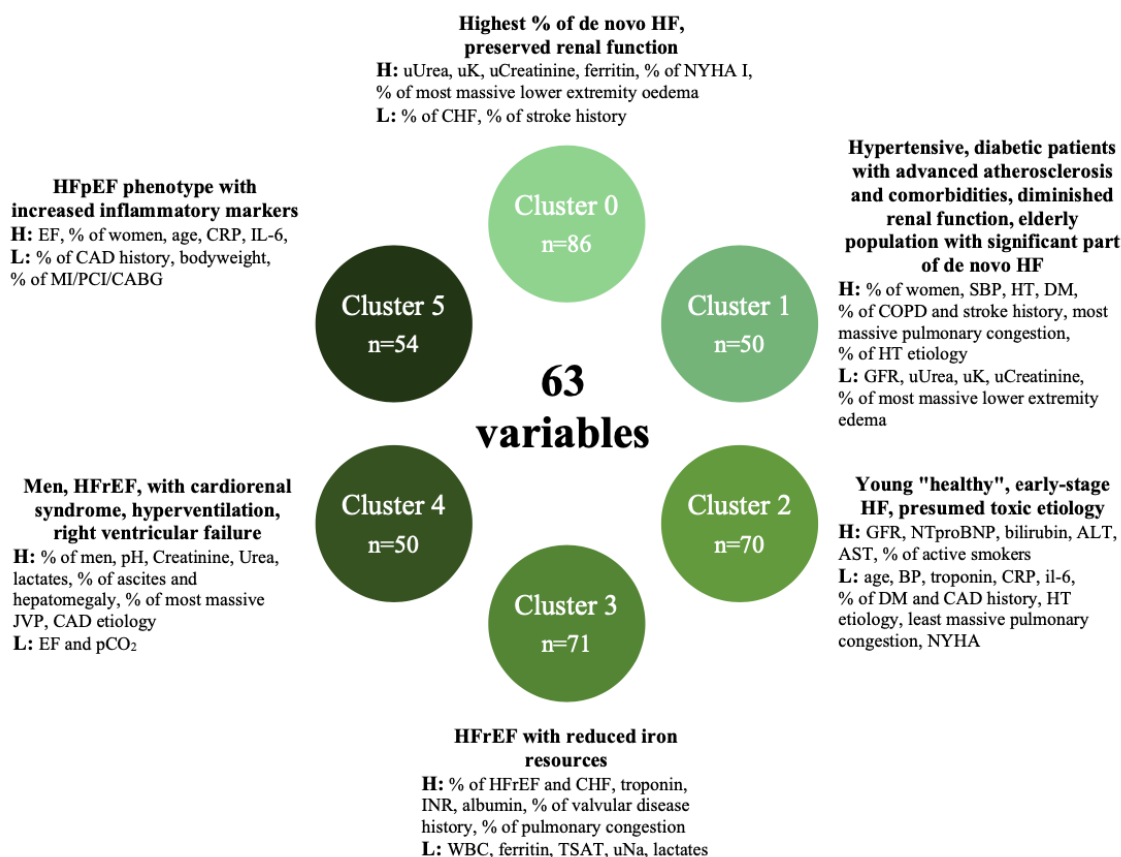 Highest % of de novo HF,
preserved renal function
H: uUrea, uK, uCreatinine, ferritin, % of NYHA I,
% of most massive lower extremity oedema
L: % of CHF, % of stroke history
Cluster 0
n=86
Hypertensive, diabetic patients
with advanced atherosclerosis
and comorbidities, diminished
renal function, elderly
population with significant part
of de novo HF
H: % of women, SBP, HT, DM,
% of COPD and stroke history, most
massive pulmonary congestion,
% of HT etiology
L: GFR, uUrea, uK, uCreatinine,
% of most massive lower extremity
edema
Cluster 1
n=50
Young "healthy", early-stage
HF, presumed toxic etiology
H: GFR, NTproBNP, bilirubin, ALT,
AST, % of active smokers
L: age, BP, troponin, CRP, il-6,
% of DM and CAD history, HT
etiology, least massive pulmonary
congestion, NYHA
Cluster 2
n=70
Cluster 3
n=71
HFrEF with reduced iron
resources
H: % of HFrEF and CHF, troponin,
INR, albumin, % of valvular disease
history, % of pulmonary congestion
L: WBC, ferritin, TSAT, uNa, lactates
Men, HFrEF, with cardiorenal
syndrome, hyperventilation,
right ventricular failure
H: % of men, pH, Creatinine, Urea,
lactates, % of ascites and
hepatomegaly, % of most massive
JVP, CAD etiology
L: EF and pCO₂
Cluster 4
n=50
HFpEF phenotype with
increased inflammatory markers
H: EF, % of women, age, CRP, IL-6,
L: % of CAD history, bodyweight,
% of MI/PCI/CABG
Cluster 5
n=54
63
variables